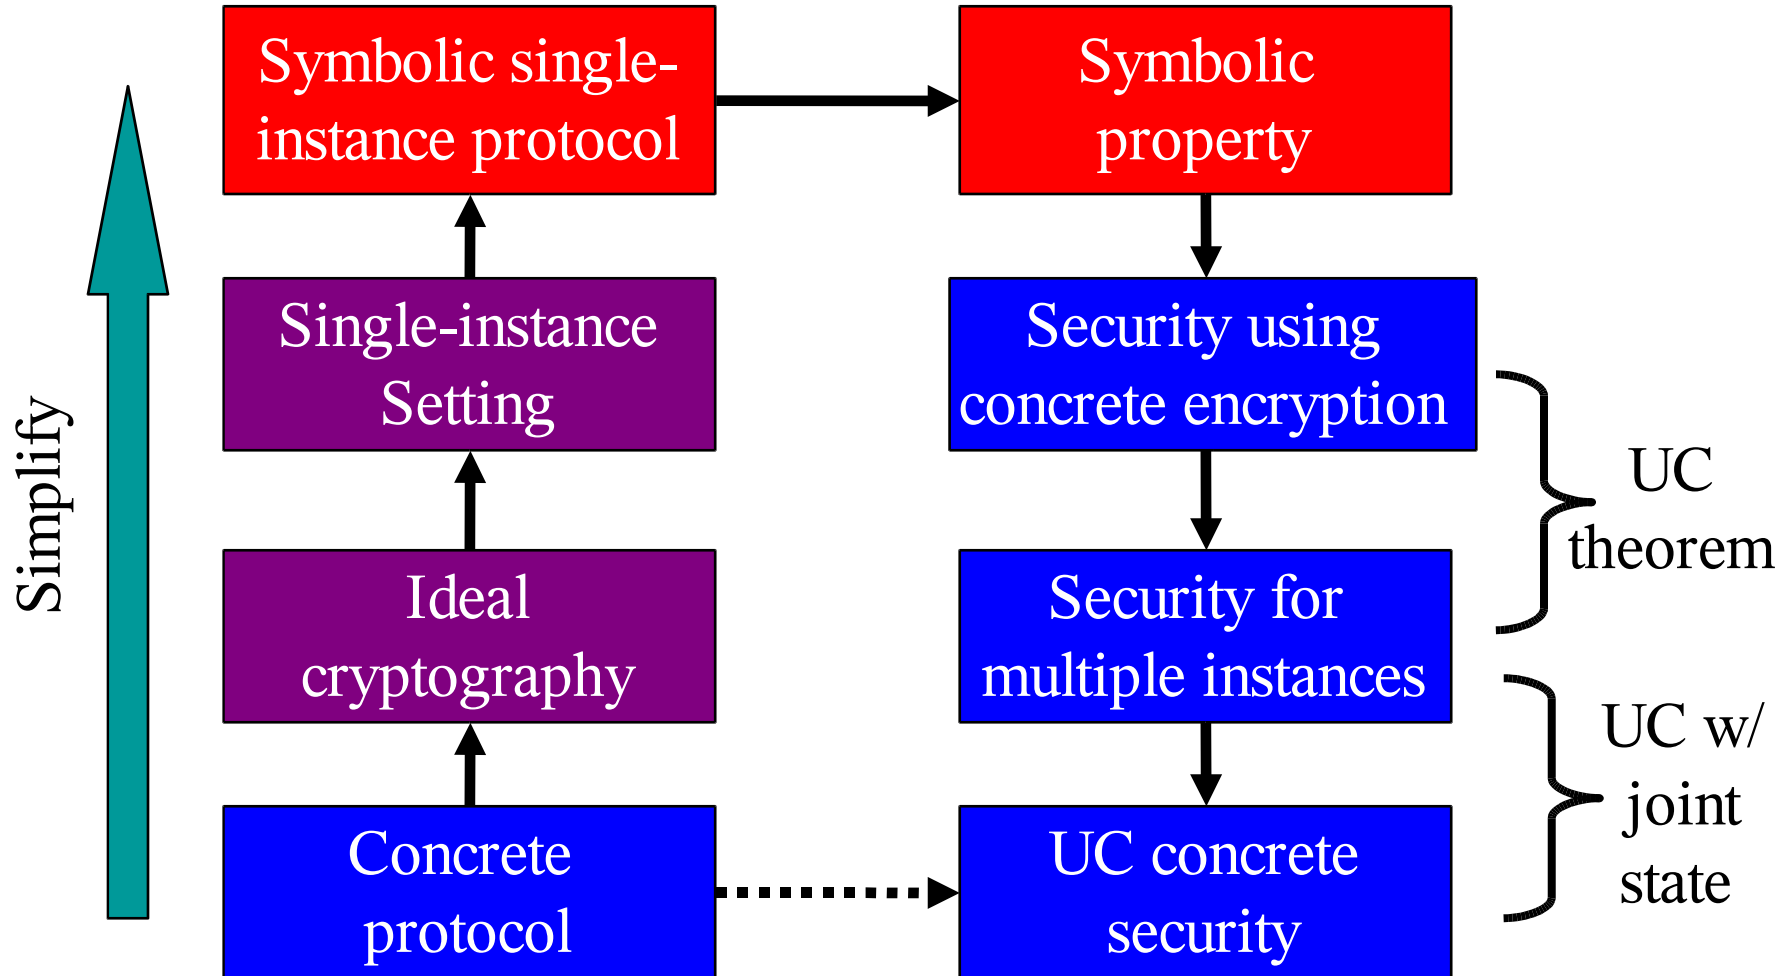 Symbolic single-
instance protocol
Symbolic
property
Simplify
Single-instance
Setting
Security using
concrete encryption
UC
theorem
Ideal
cryptography
Security for
multiple instances
UC w/
joint
state
Concrete
protocol
UC concrete
security